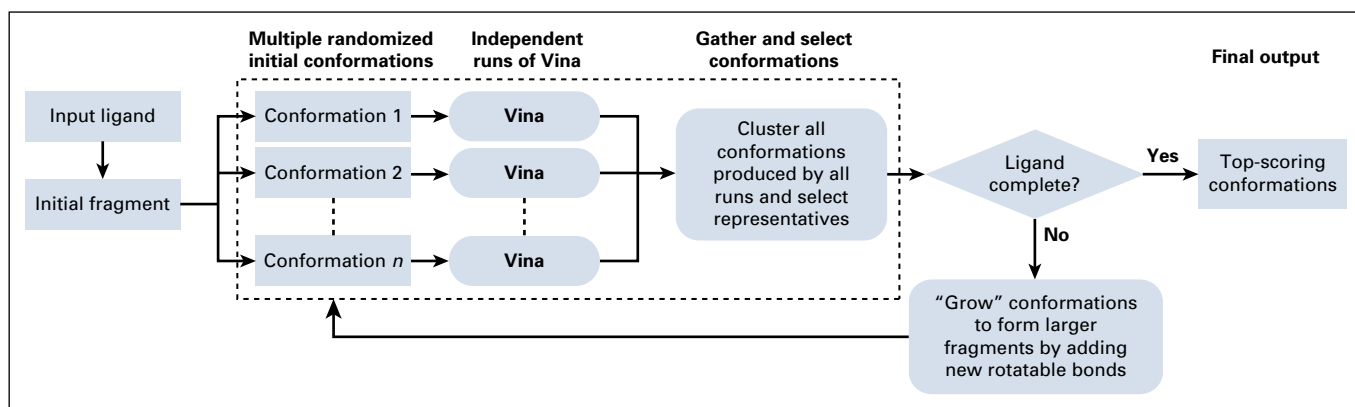 Multiple randomized
initial conformations
Independent
runs of Vina
Gather and select
conformations
Final output
Input ligand
Initial fragment
Conformation 1
Conformation 2
Conformation n
Vina
Vina
Vina
Cluster all
conformations
produced by all
runs and select
representatives
Ligand
complete?
Yes
Top-scoring
conformations
No
“Grow” conformations
to form larger
fragments by adding
new rotatable bonds